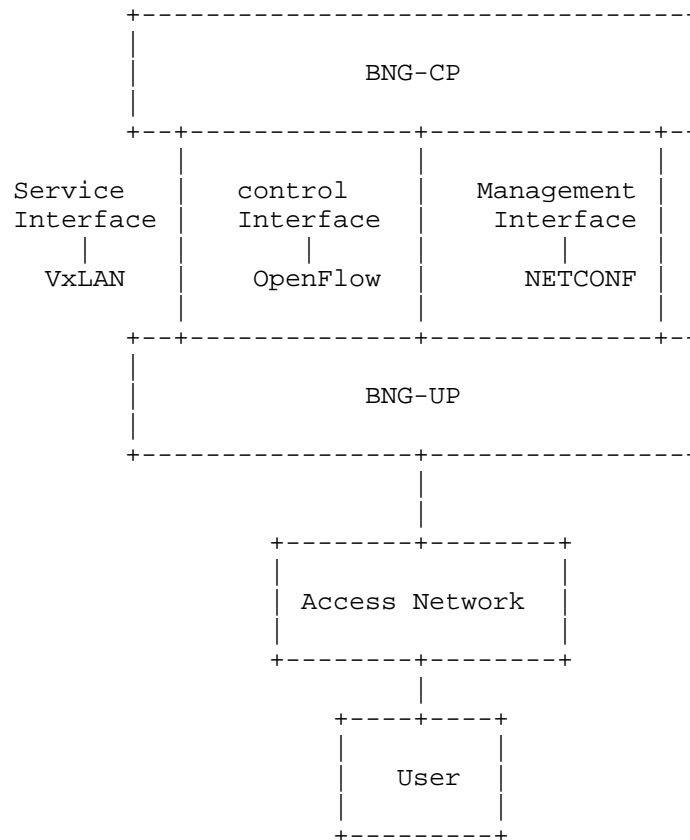 BNG-CP
Service control Management
Interface Interface Interface
VxLAN OpenFlow NETCONF
BNG-UP
Access Network
User